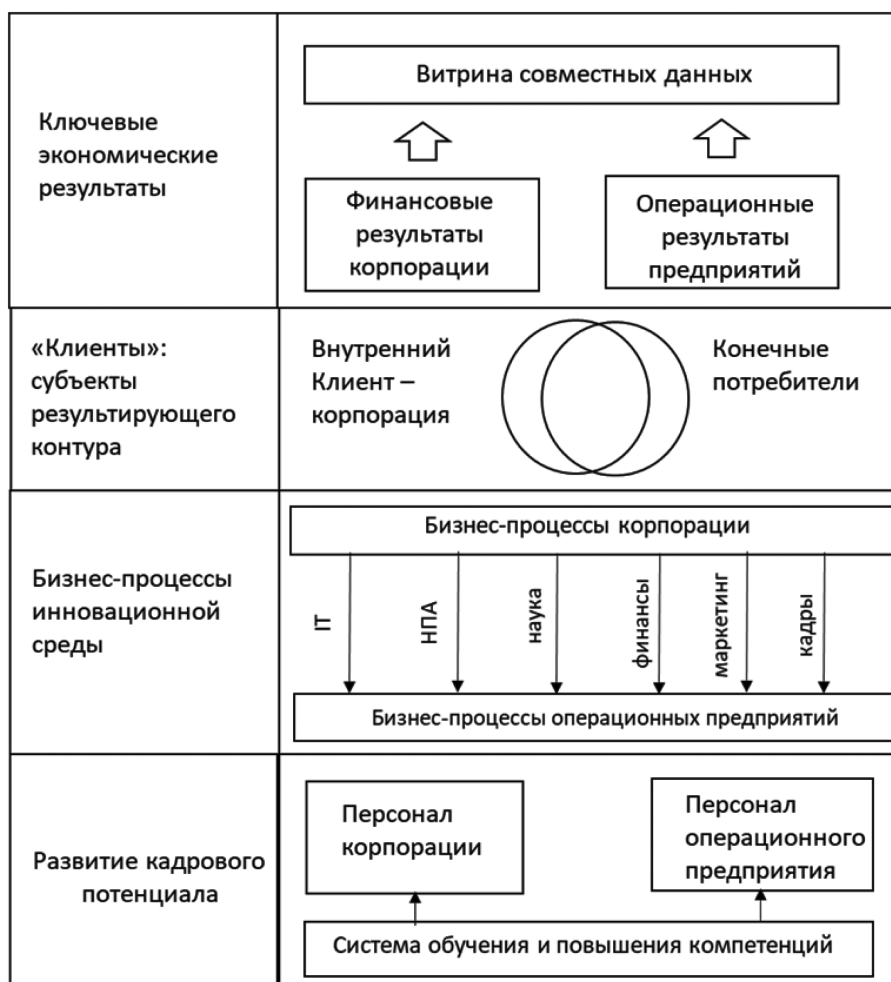 Ключевые
экономические
результаты
Витрина совместных данных
Финансовые
результаты
корпорации
Операционные
результаты
предприятий
«Клиенты»:
субъекты
результирующего
контура
Внутренний
Клиент –
корпорация
Конечные
потребители
Бизнес-процессы
инновационной
среды
Бизнес-процессы корпорации
IT
НПА
наука
финансы
маркетинг
кадры
Бизнес-процессы операционных предприятий
Развитие кадрового
потенциала
Персонал
корпорации
Персонал
операционного
предприятия
Система обучения и повышения компетенций